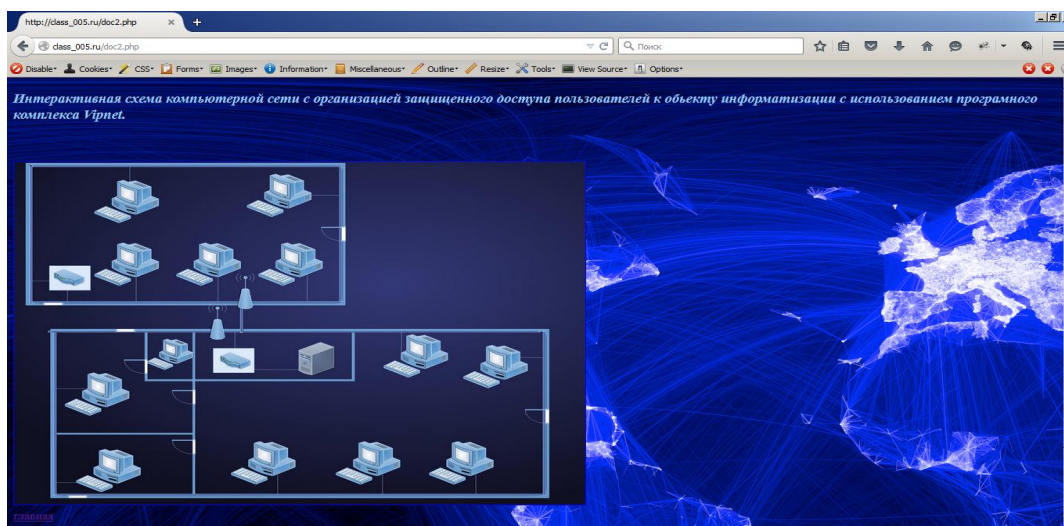 http://class_005.ru/doc2.php × +
class_005.ru/doc2.php Поиск
Disable Cookies CSS Forms Images Information Miscellaneous Outline Resize Tools View Source Options
Интерактивная схема компьютерной сети с организацией защищенного доступа пользователей к обьекту информатизации с использованием програмного
комплекса Vipnet.
главная